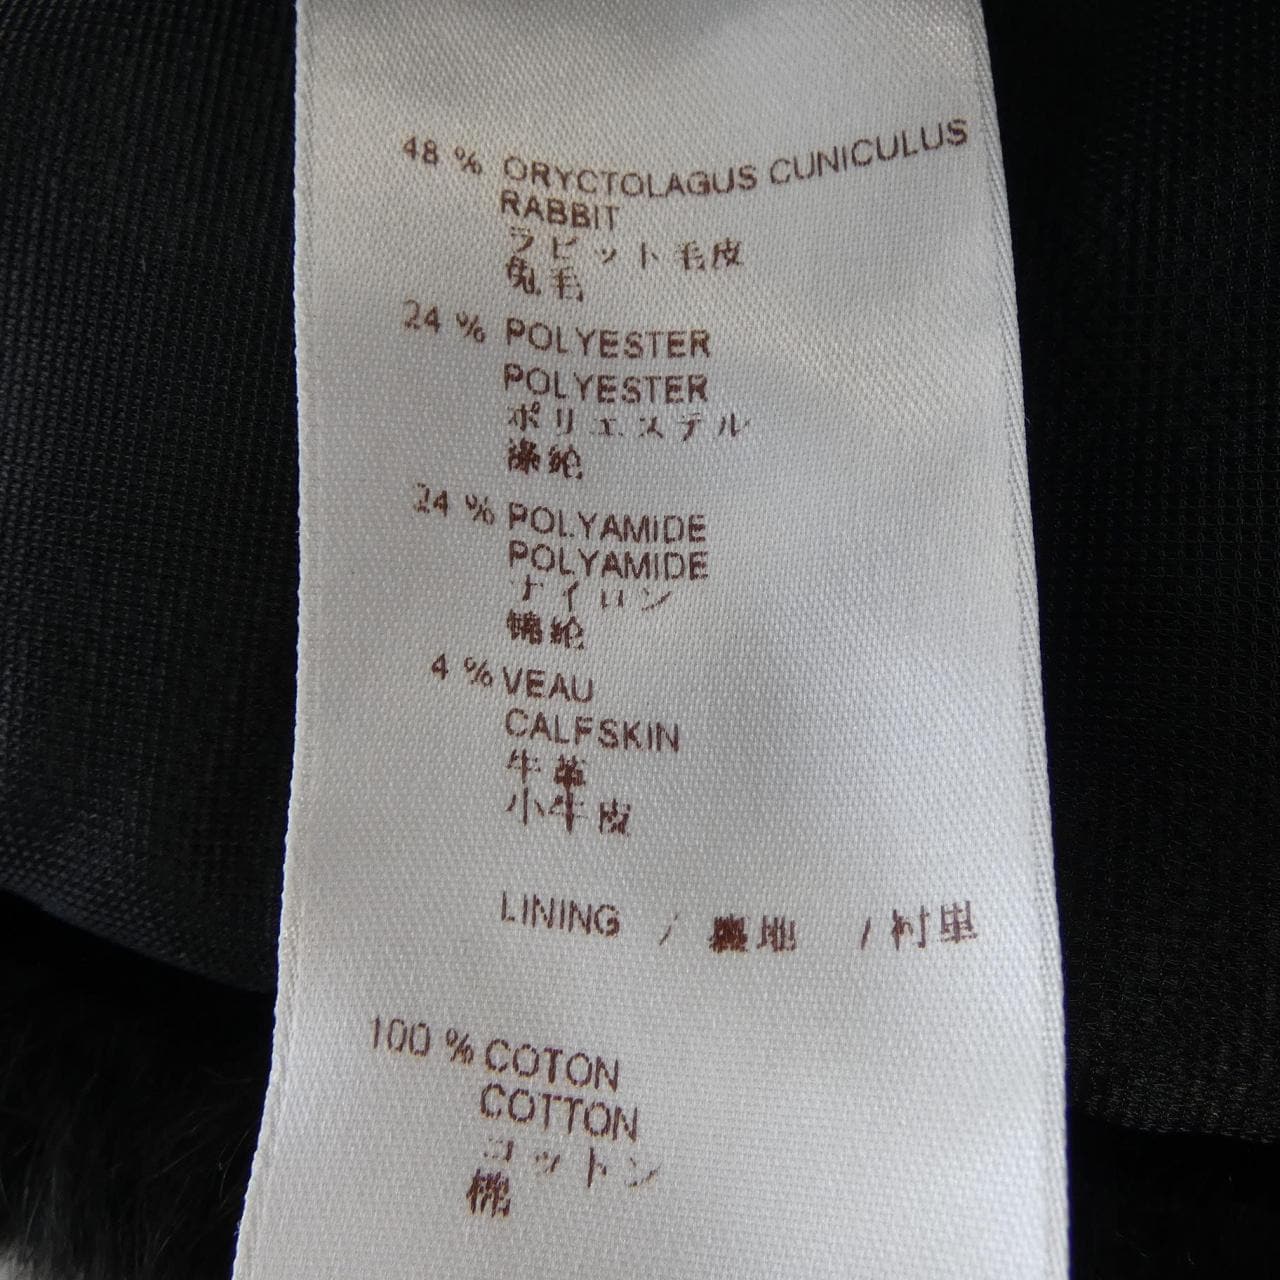 48 % ORYCTOLAGUS CUNICULUS
RABBIT
ラビット毛皮
兔毛
24 % POLYESTER
POLYESTER
ポリエステル
涤纶
24 % POLYAMIDE
POLYAMIDE
ナイロン
锦纶
4 % VEAU
CALFSKIN
牛革
小牛皮
LINING / 裏地 / 衬里
100 % COTON
COTTON
コットン
棉